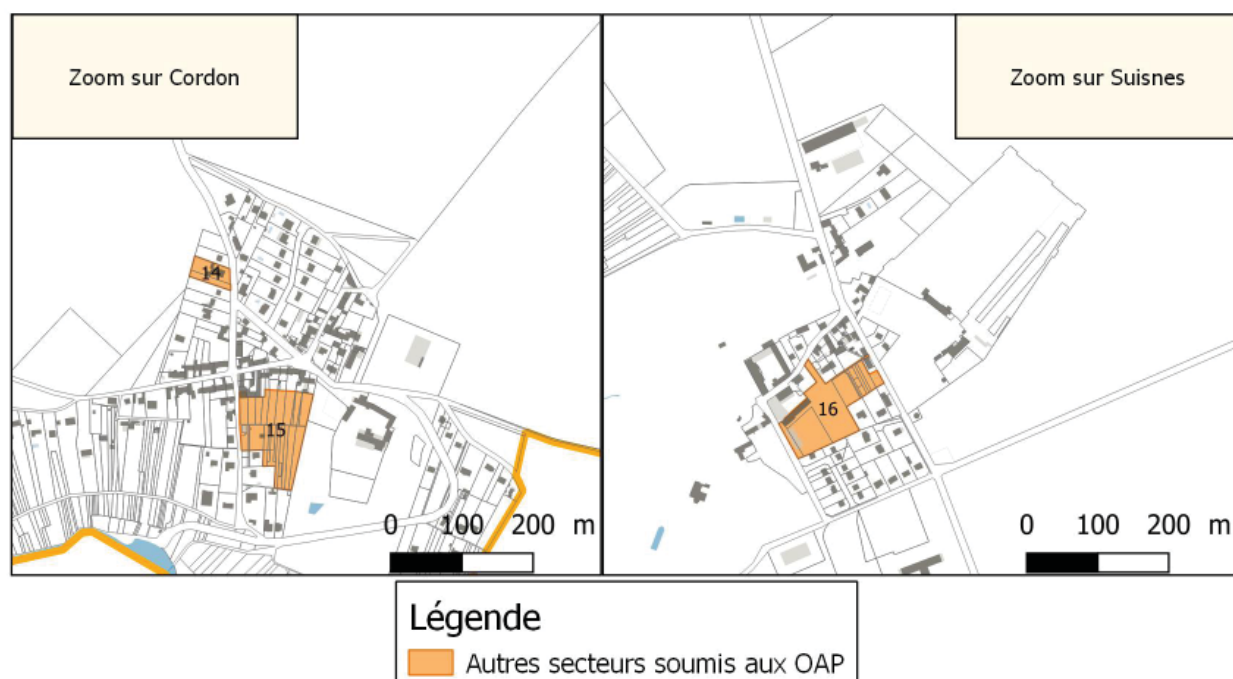 Zoom sur Cordon
Zoom sur Suisnes
14
15
16
0 100 200 m
0 100 200 m
Légende
Autres secteurs soumis aux OAP